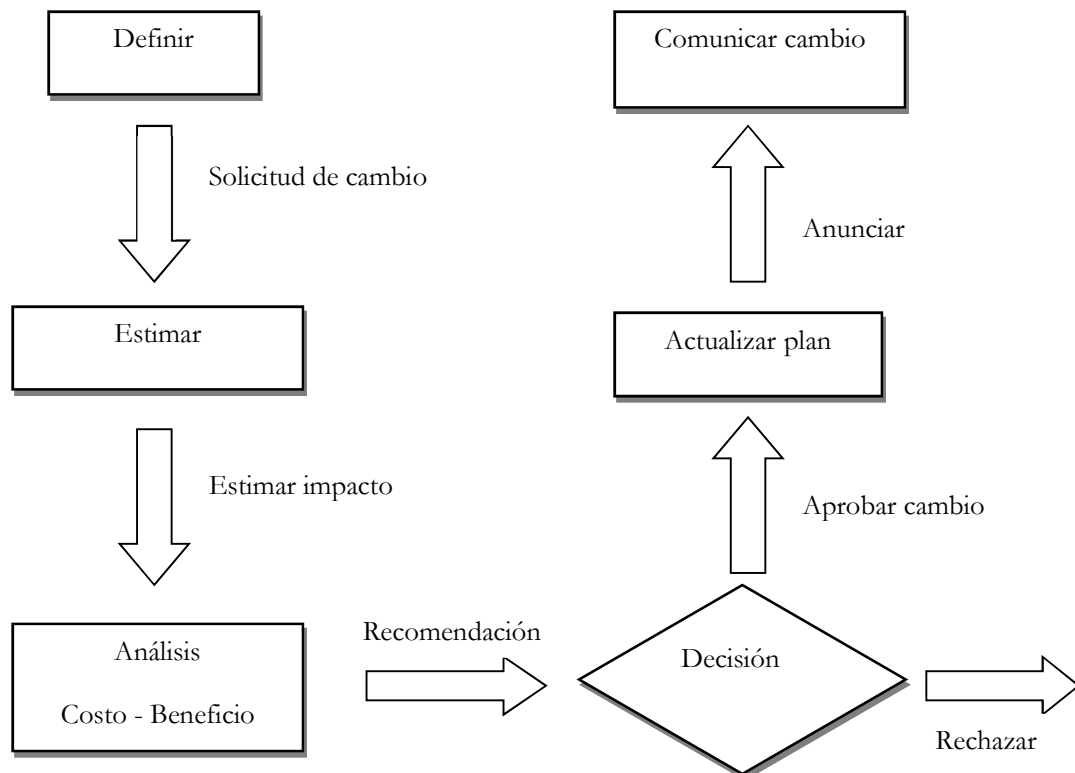 Definir
Comunicar cambio
Solicitud de cambio
Anunciar
Estimar
Actualizar plan
Estimar impacto
Aprobar cambio
Análisis
Costo - Beneficio
Recomendación
Decisión
Rechazar